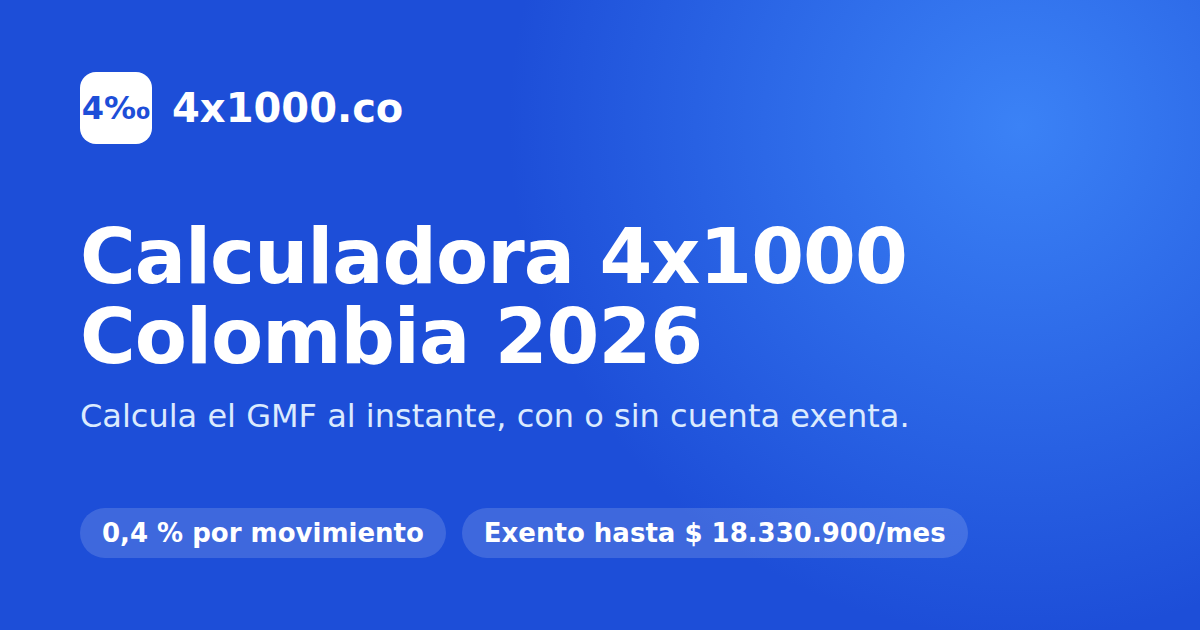 4‰
4x1000.co
Calculadora 4x1000
Colombia 2026
Calcula el GMF al instante, con o sin cuenta exenta.
0,4 % por movimiento
Exento hasta $ 18.330.900/mes